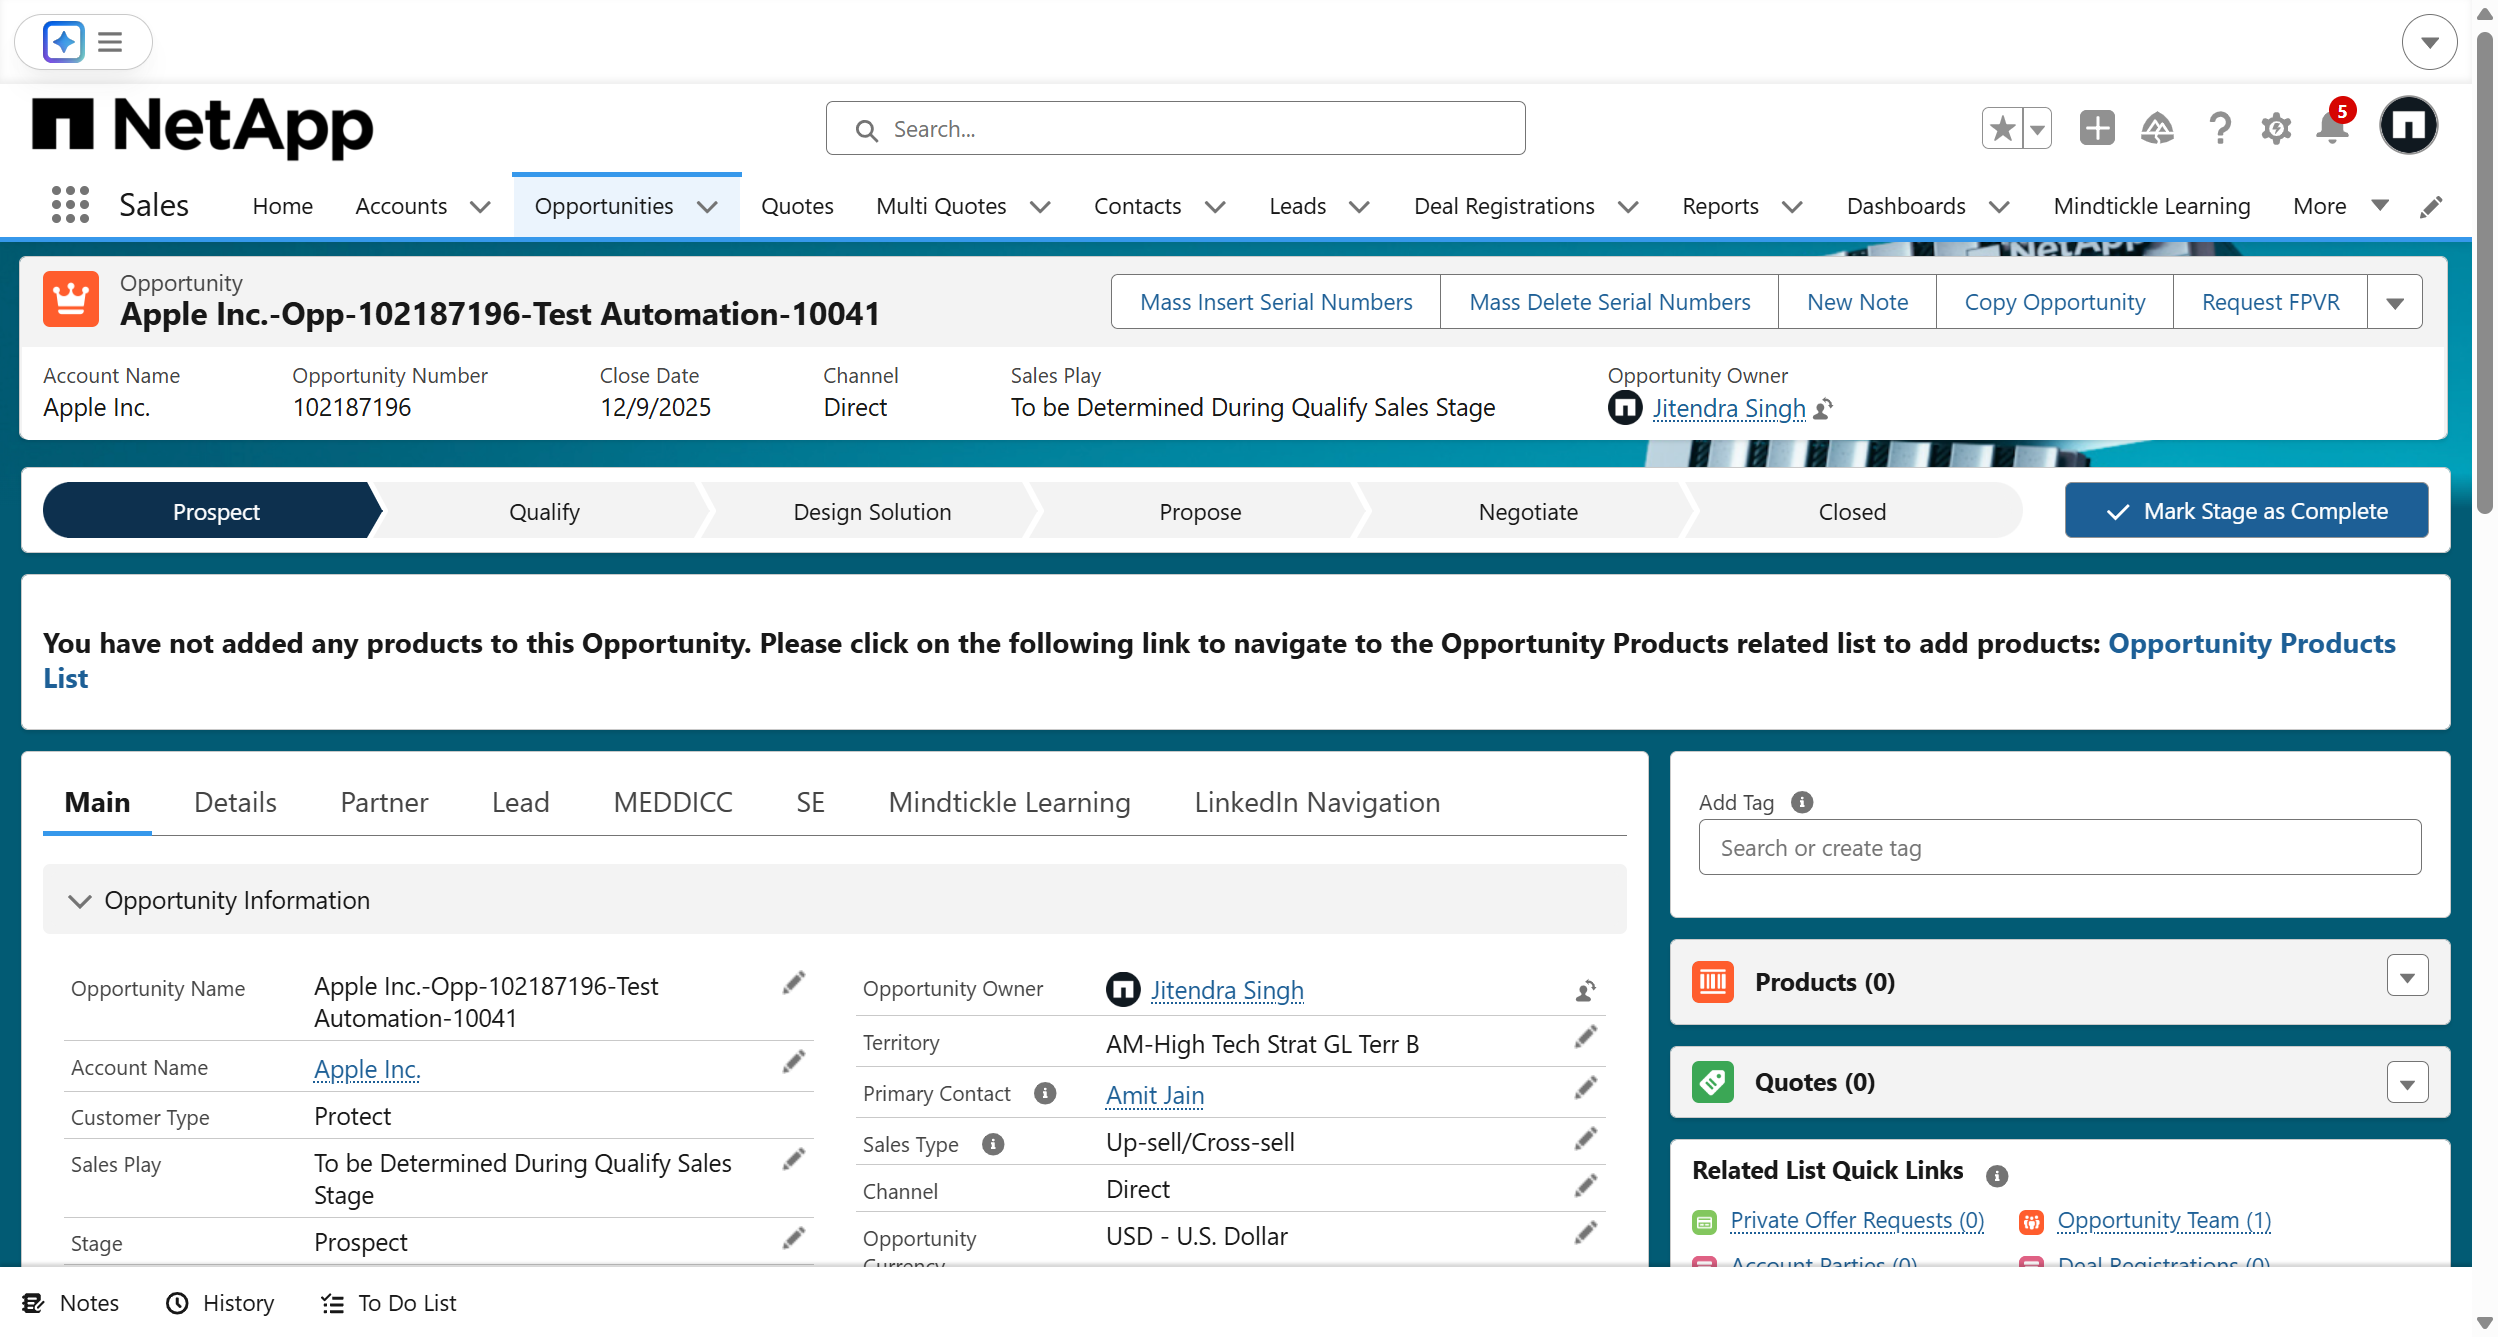 NetApp
Search...
5
Sales
Home
Accounts
Opportunities
Quotes
Multi Quotes
Contacts
Leads
Deal Registrations
Reports
Dashboards
Mindtickle Learning
More
NetApp
Opportunity
Apple Inc.-Opp-102187196-Test Automation-10041
Mass Insert Serial Numbers
Mass Delete Serial Numbers
New Note
Copy Opportunity
Request FPVR
Account Name
Apple Inc.
Opportunity Number
102187196
Close Date
12/9/2025
Channel
Direct
Sales Play
To be Determined During Qualify Sales Stage
Opportunity Owner
Jitendra Singh
Prospect
Qualify
Design Solution
Propose
Negotiate
Closed
Mark Stage as Complete
You have not added any products to this Opportunity. Please click on the following link to navigate to the Opportunity Products related list to add products: Opportunity Products
List
Main
Details
Partner
Lead
MEDDICC
SE
Mindtickle Learning
LinkedIn Navigation
Opportunity Information
Opportunity Name
Apple Inc.-Opp-102187196-Test
Automation-10041
Account Name
Apple Inc.
Customer Type
Protect
Sales Play
To be Determined During Qualify Sales
Stage
Stage
Prospect
Opportunity Owner
Jitendra Singh
Territory
AM-High Tech Strat GL Terr B
Primary Contact
Amit Jain
Sales Type
Up-sell/Cross-sell
Channel
Direct
Opportunity
Currency
USD - U.S. Dollar
Add Tag
Search or create tag
Products (0)
Quotes (0)
Related List Quick Links
Private Offer Requests (0)
Opportunity Team (1)
Account Parties (0)
Deal Registrations (0)
Notes
History
To Do List